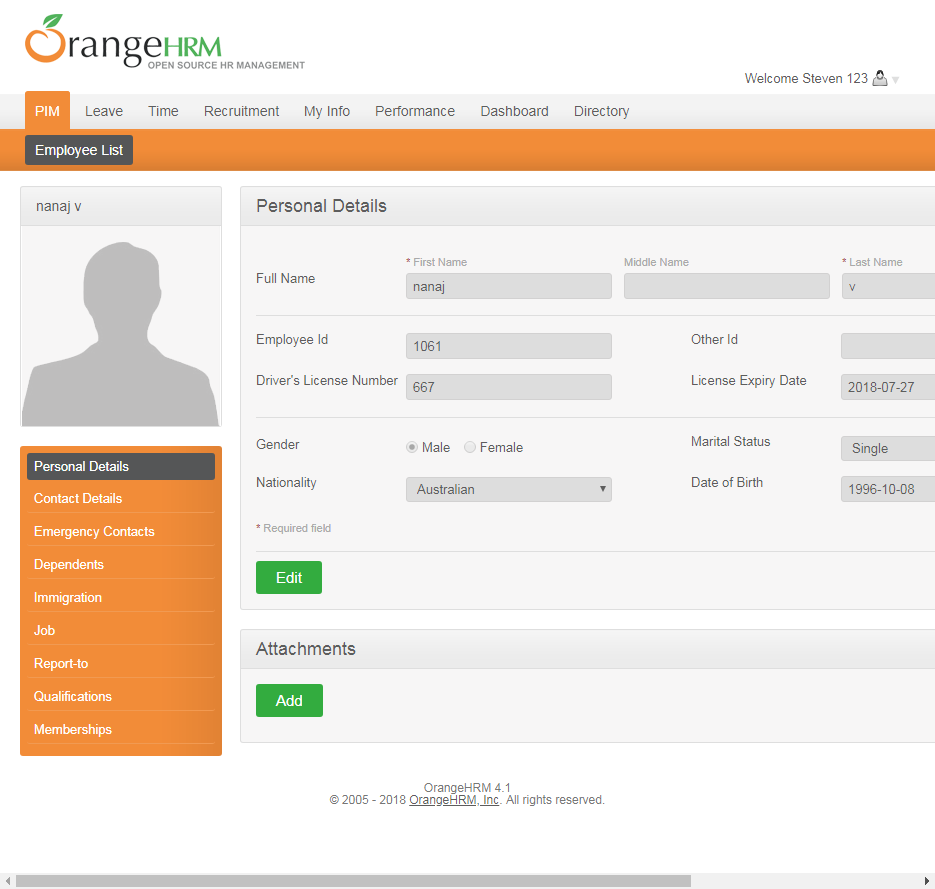 OrangeHRM
OPEN SOURCE HR MANAGEMENT
Welcome Steven 123
PIM Leave Time Recruitment My Info Performance Dashboard Directory
Employee List
nanaj v
Personal Details
Contact Details
Emergency Contacts
Dependents
Immigration
Job
Report-to
Qualifications
Memberships
Personal Details
* First Name Middle Name * Last Name
Full Name nanaj v
Employee Id 1061 Other Id
Driver's License Number 667 License Expiry Date 2018-07-27
Gender Male Female Marital Status Single
Nationality Australian Date of Birth 1996-10-08
* Required field
Edit
Attachments
Add
OrangeHRM 4.1
© 2005 - 2018 OrangeHRM, Inc. All rights reserved.